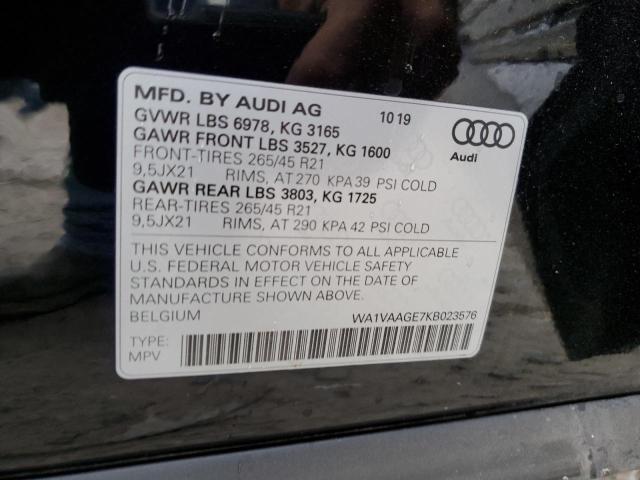 MFD. BY AUDI AG 10 19
GVWR LBS 6978, KG 3165
GAWR FRONT LBS 3527, KG 1600
FRONT-TIRES 265/45 R21
9,5JX21 RIMS, AT 270 KPA 39 PSI COLD
GAWR REAR LBS 3803, KG 1725
REAR-TIRES 265/45 R21
9,5JX21 RIMS, AT 290 KPA 42 PSI COLD
Audi
THIS VEHICLE CONFORMS TO ALL APPLICABLE
U.S. FEDERAL MOTOR VEHICLE SAFETY
STANDARDS IN EFFECT ON THE DATE OF
MANUFACTURE SHOWN ABOVE.
BELGIUM WA1VAAGE7KB023576
TYPE:
MPV